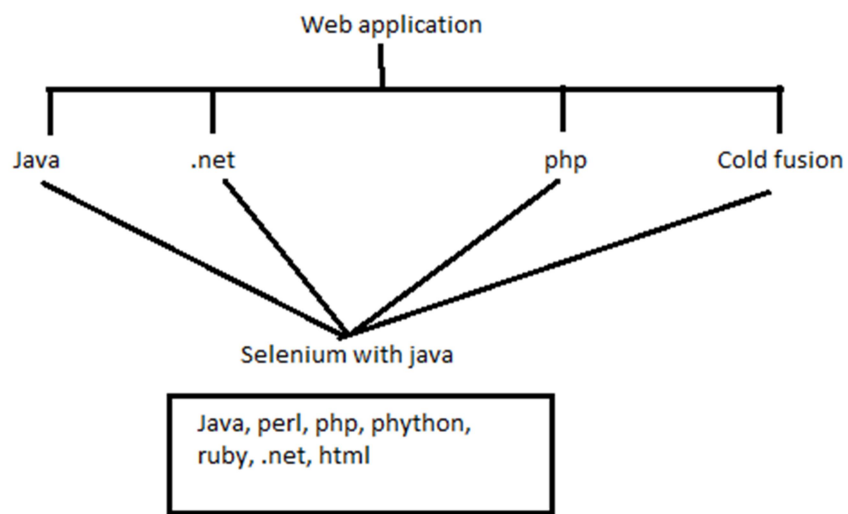 Web application
Java
.net
php
Cold fusion
Selenium with java
Java, perl, php, phython,
ruby, .net, html